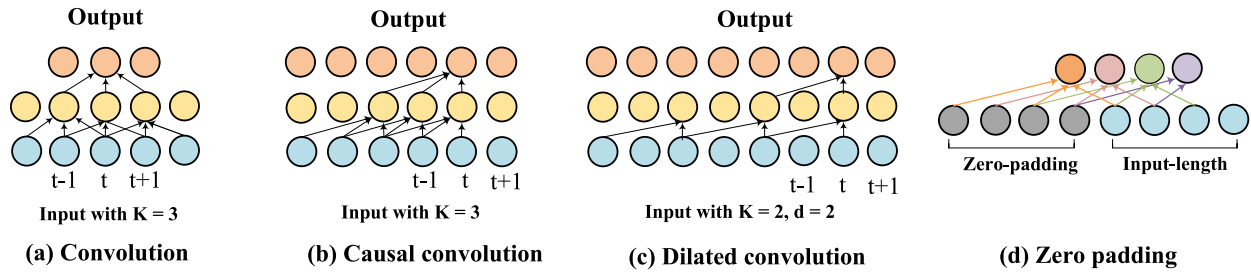 Output
t-1 t t+1
Input with K = 3
(a) Convolution
Output
t-1 t t+1
Input with K = 3
(b) Causal convolution
Output
t-1 t t+1
Input with K = 2, d = 2
(c) Dilated convolution
Zero-padding Input-length
(d) Zero padding